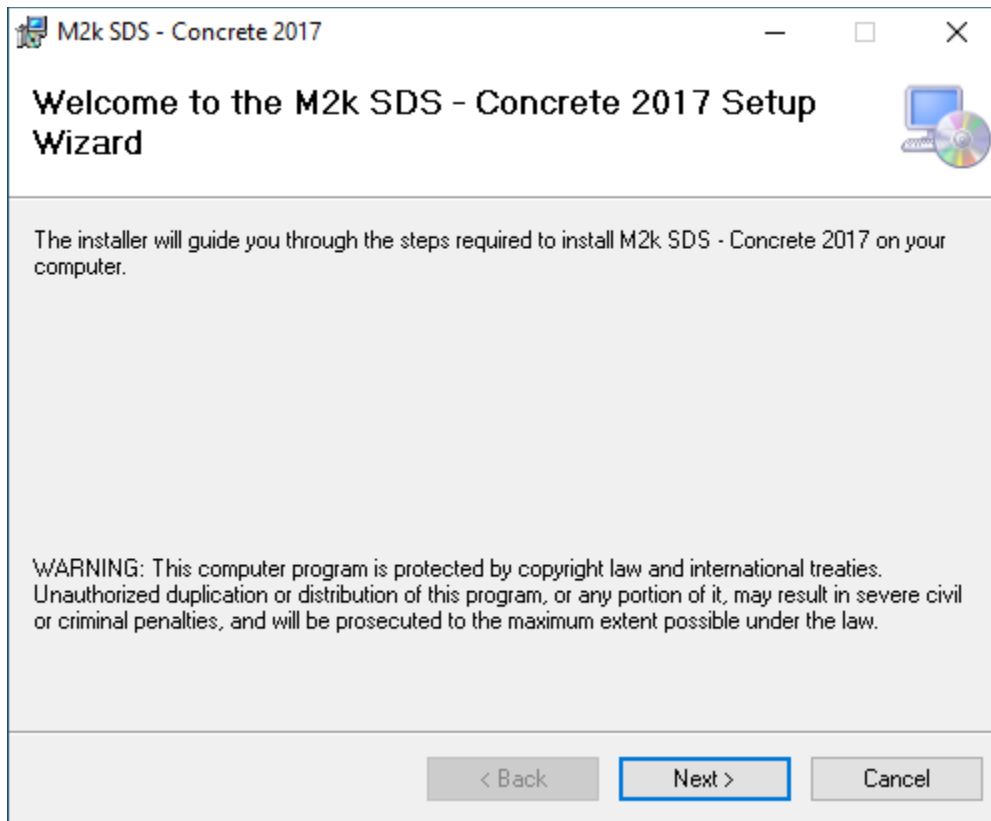 M2k SDS - Concrete 2017
Welcome to the M2k SDS - Concrete 2017 Setup
Wizard
The installer will guide you through the steps required to install M2k SDS - Concrete 2017 on your
computer.
WARNING: This computer program is protected by copyright law and international treaties.
Unauthorized duplication or distribution of this program, or any portion of it, may result in severe civil
or criminal penalties, and will be prosecuted to the maximum extent possible under the law.
< Back
Next >
Cancel